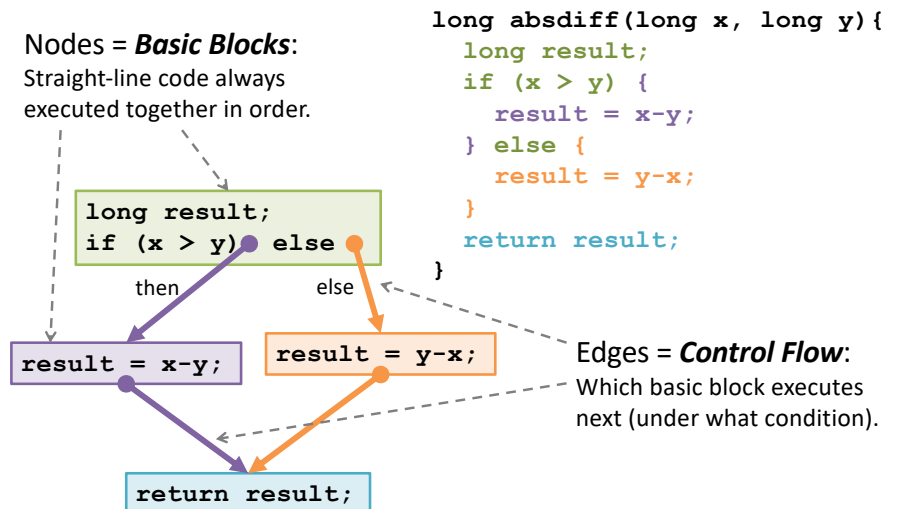 Nodes = Basic Blocks:
Straight-line code always
executed together in order.
long absdiff(long x, long y){
long result;
if (x > y) {
result = x-y;
} else {
result = y-x;
}
return result;
}
long result;
if (x > y) else
then
else
result = x-y;
result = y-x;
Edges = Control Flow:
Which basic block executes
next (under what condition).
return result;